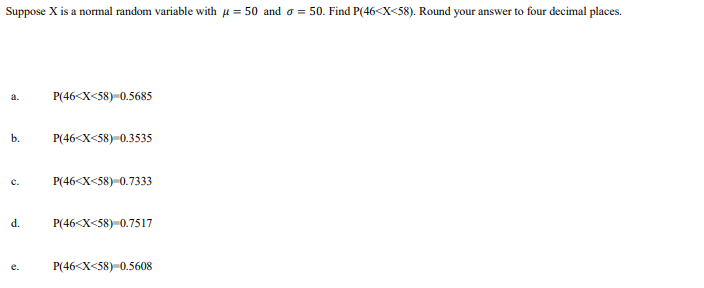 Suppose X is a normal random variable with μ = 50 and σ = 50. Find P(46<X<58). Round your answer to four decimal places.
a. P(46<X<58)=0.5685
b. P(46<X<58)=0.3535
c. P(46<X<58)=0.7333
d. P(46<X<58)=0.7517
e. P(46<X<58)=0.5608